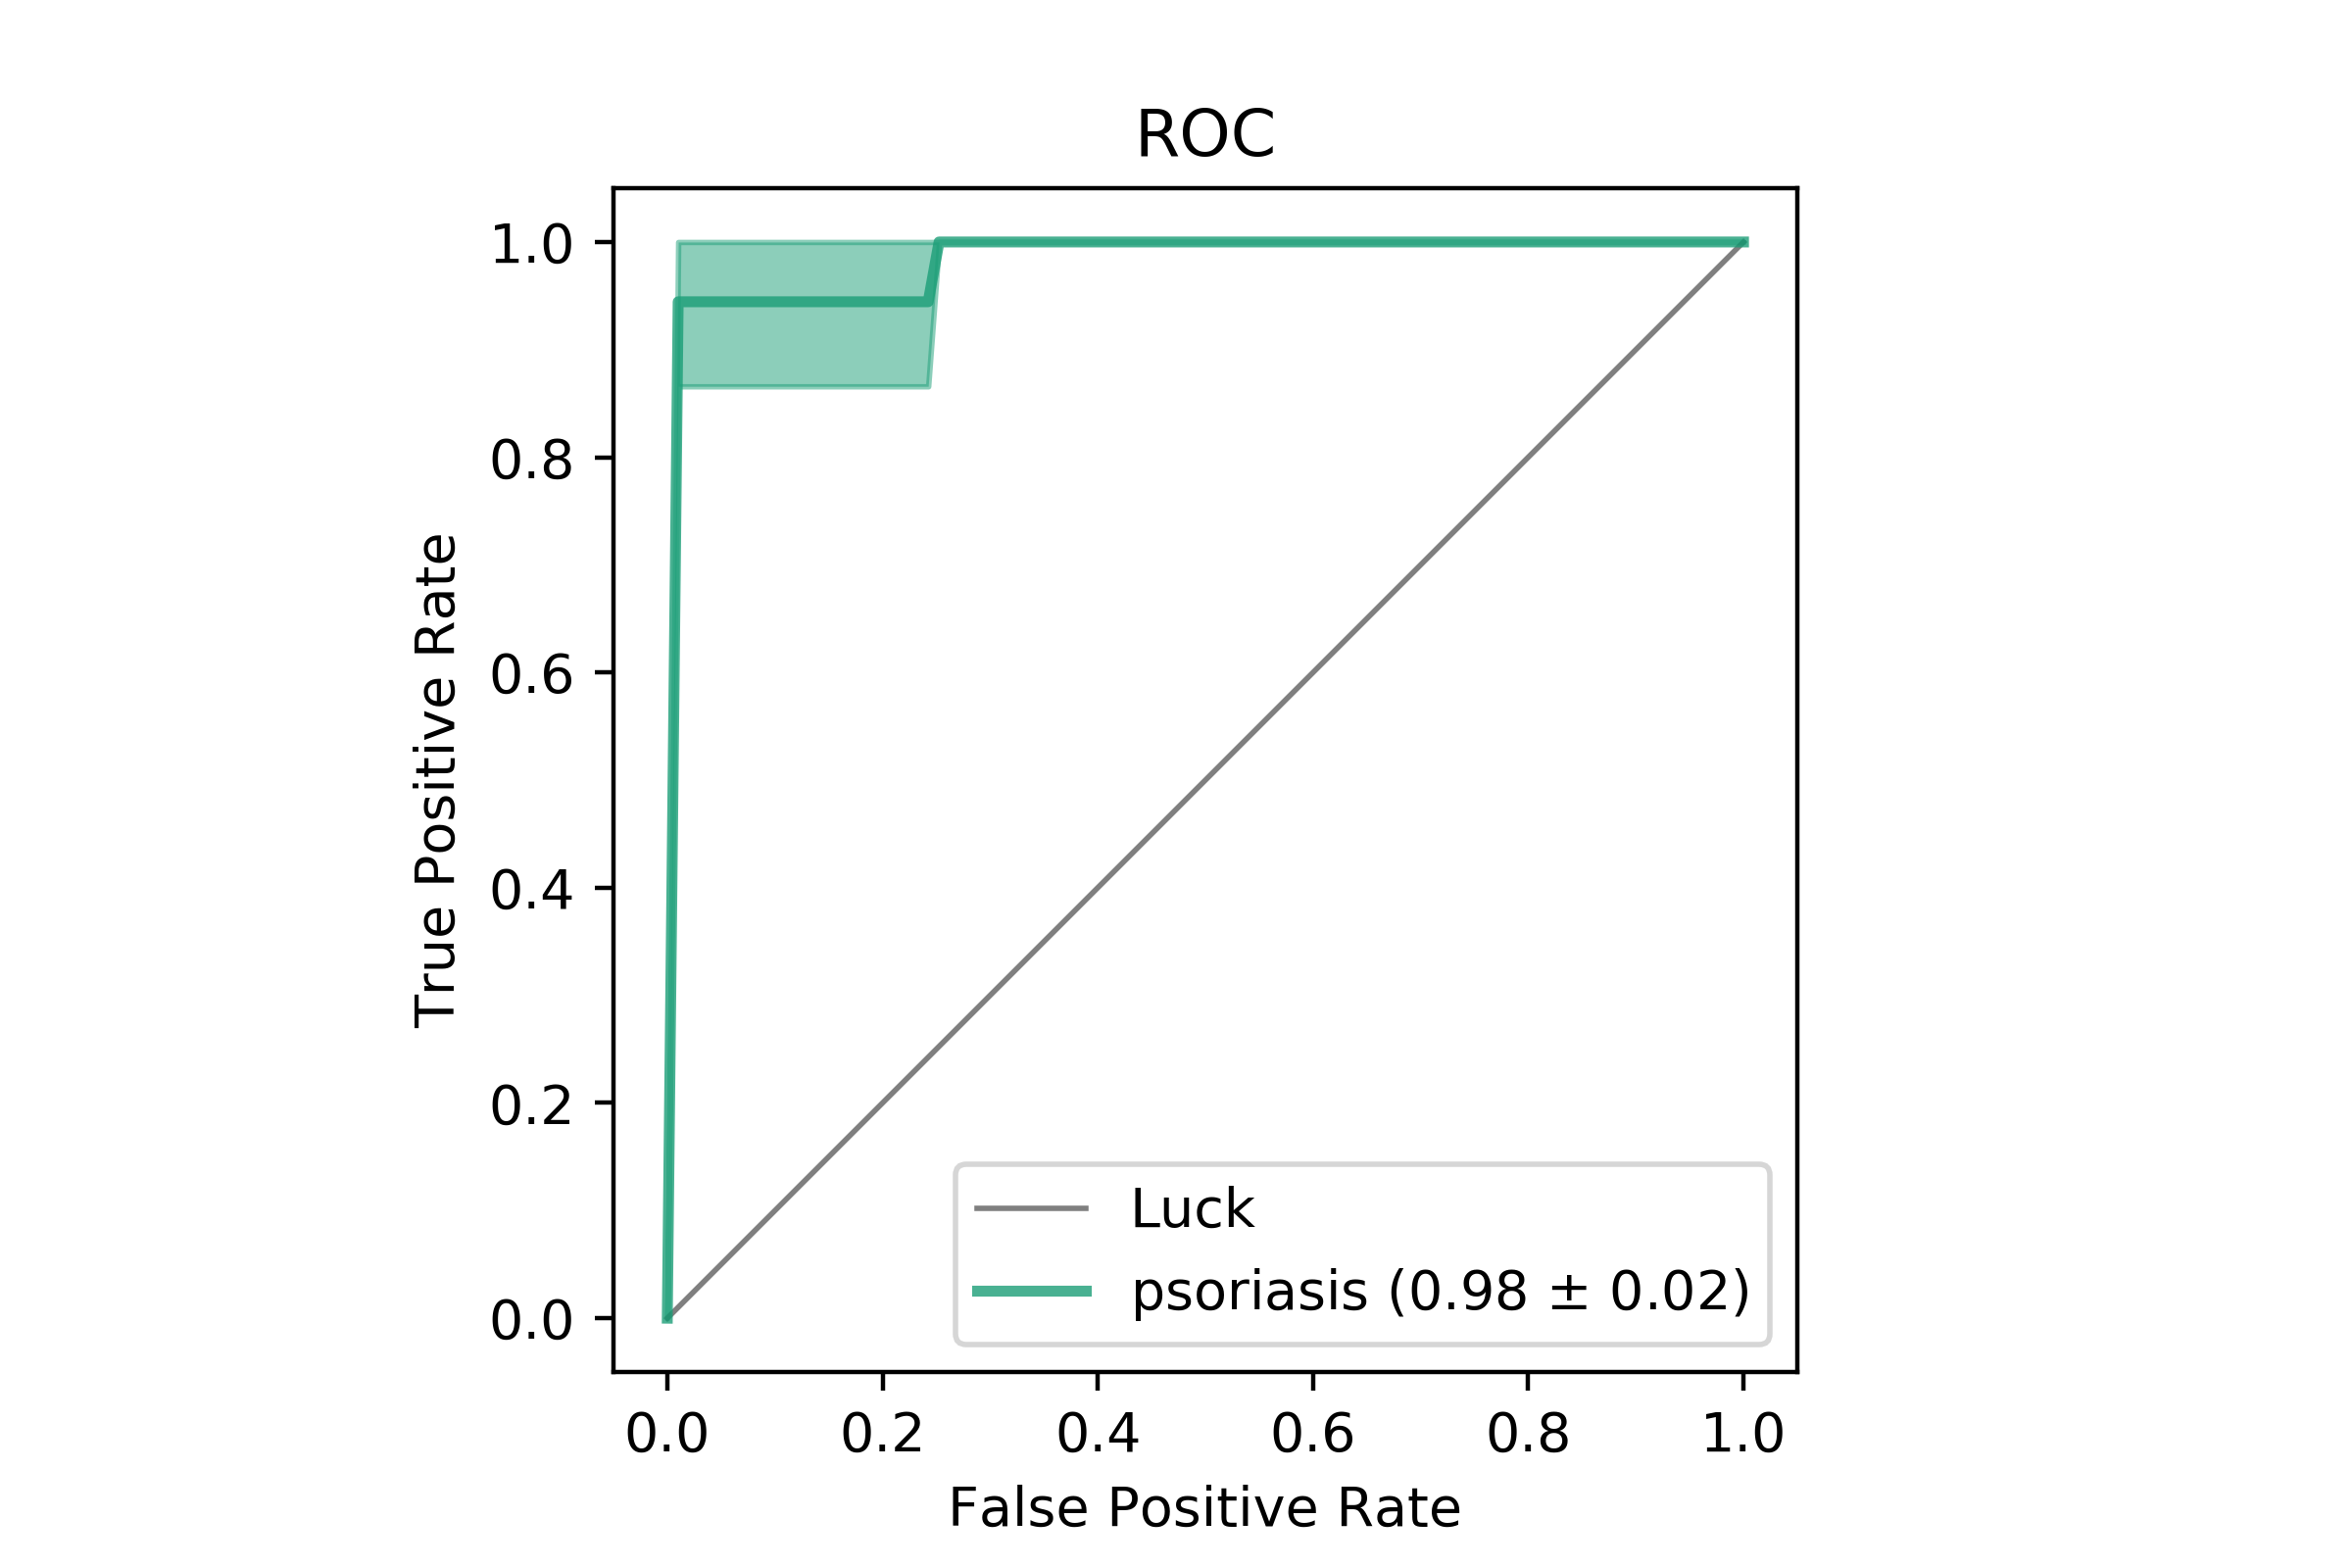 ROC
1.0
0.8
0.6
0.4
0.2
0.0
True Positive Rate
Luck
psoriasis (0.98 ± 0.02)
0.0 0.2 0.4 0.6 0.8 1.0
False Positive Rate